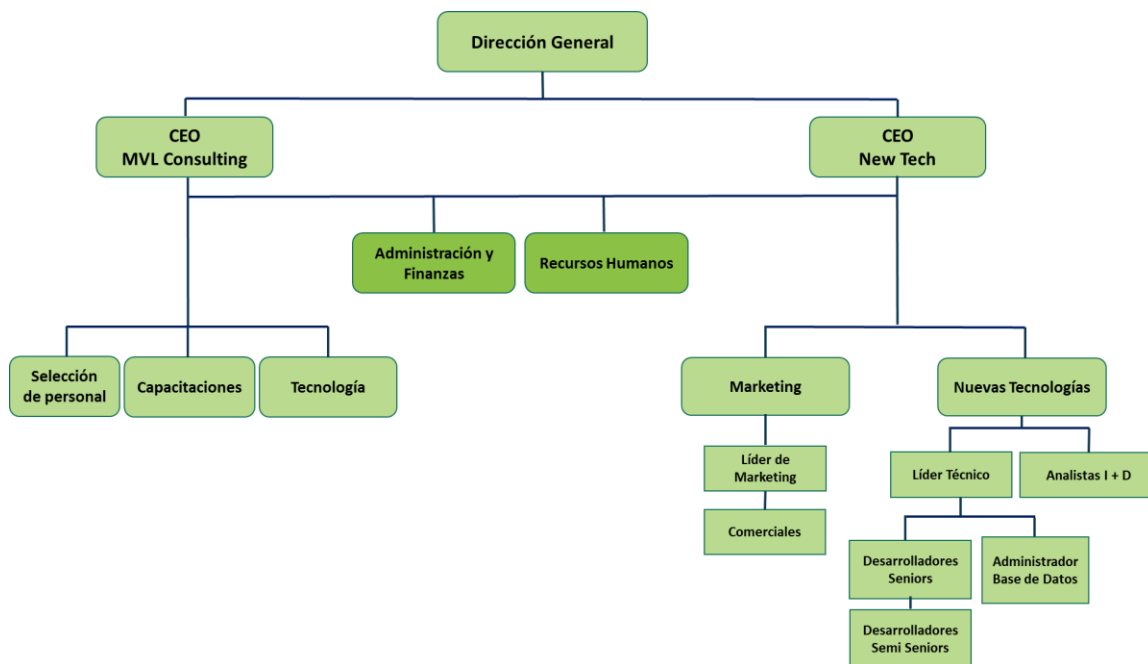 Dirección General
CEO
MVL Consulting
CEO
New Tech
Administración y
Finanzas
Recursos Humanos
Selección
de personal
Capacitaciones
Tecnología
Marketing
Nuevas Tecnologías
Líder de
Marketing
Líder Técnico
Analistas I + D
Comerciales
Desarrolladores
Seniors
Administrador
Base de Datos
Desarrolladores
Semi Seniors